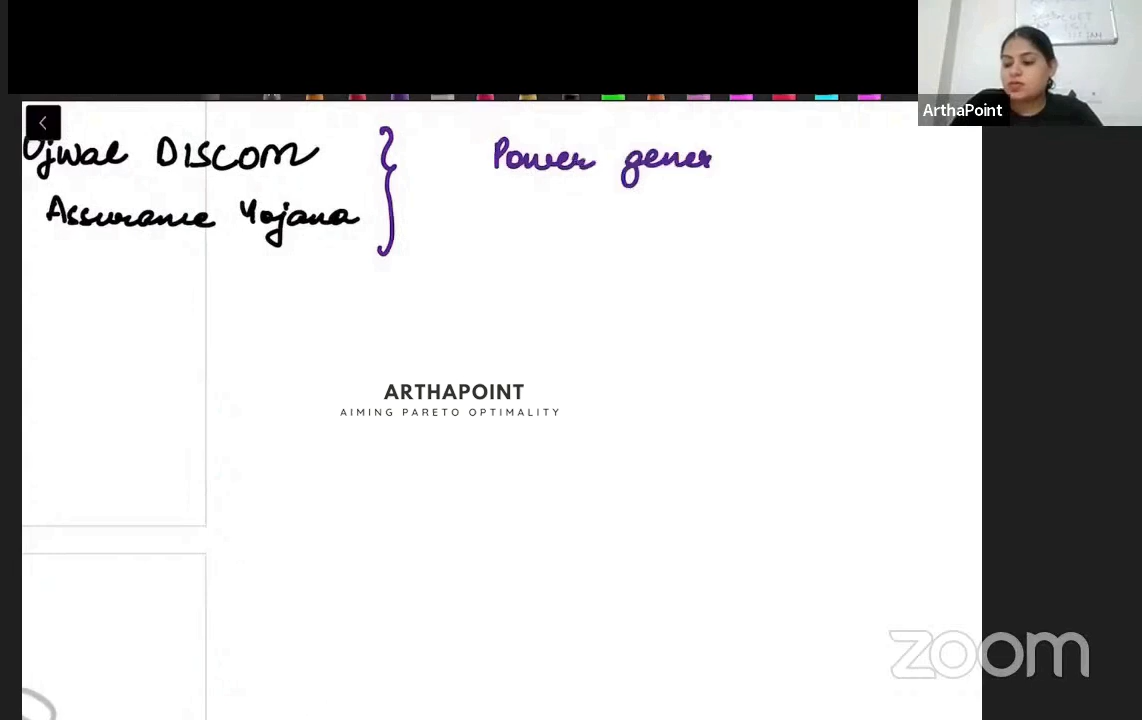 ArthaPoint
Ujwal DISCOM
Power gener
Assurance Yojana
ARTHAPOINT
AIMING PARETO OPTIMALITY
zoom